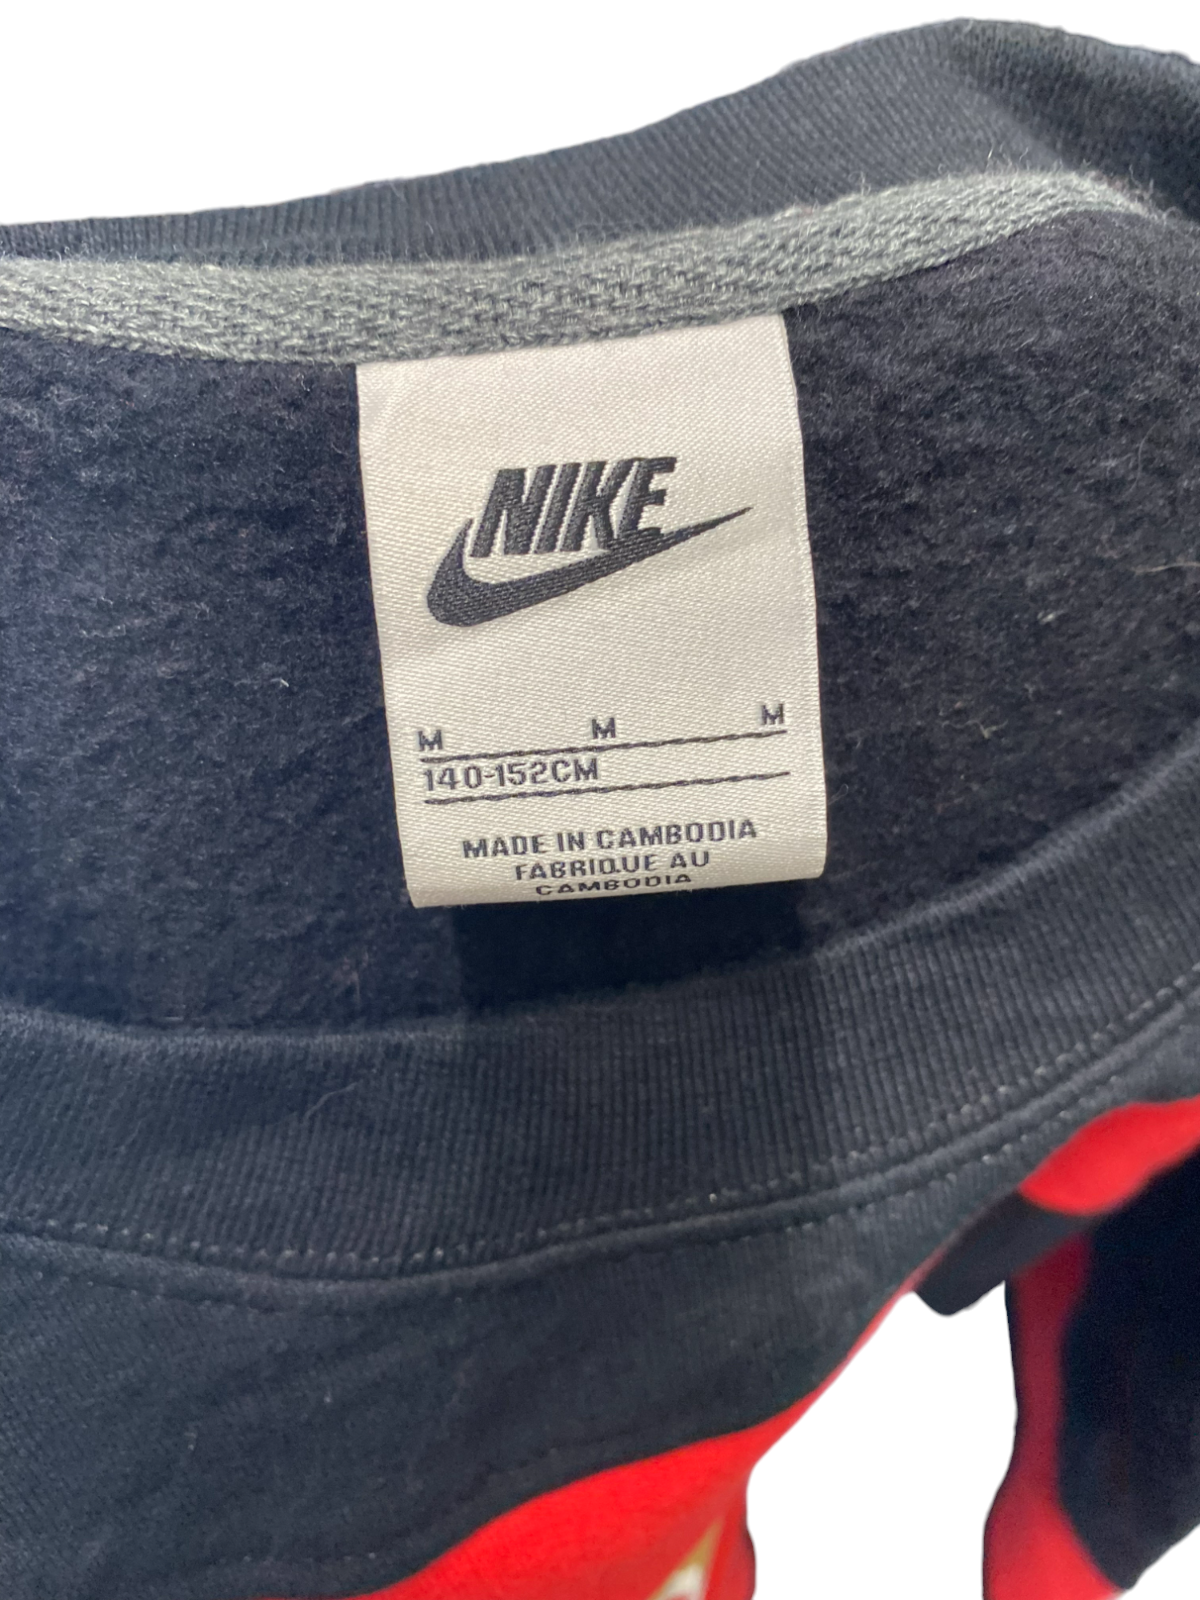 NIKE
M M M
140-152CM
MADE IN CAMBODIA
FABRIQUE AU
CAMBODIA